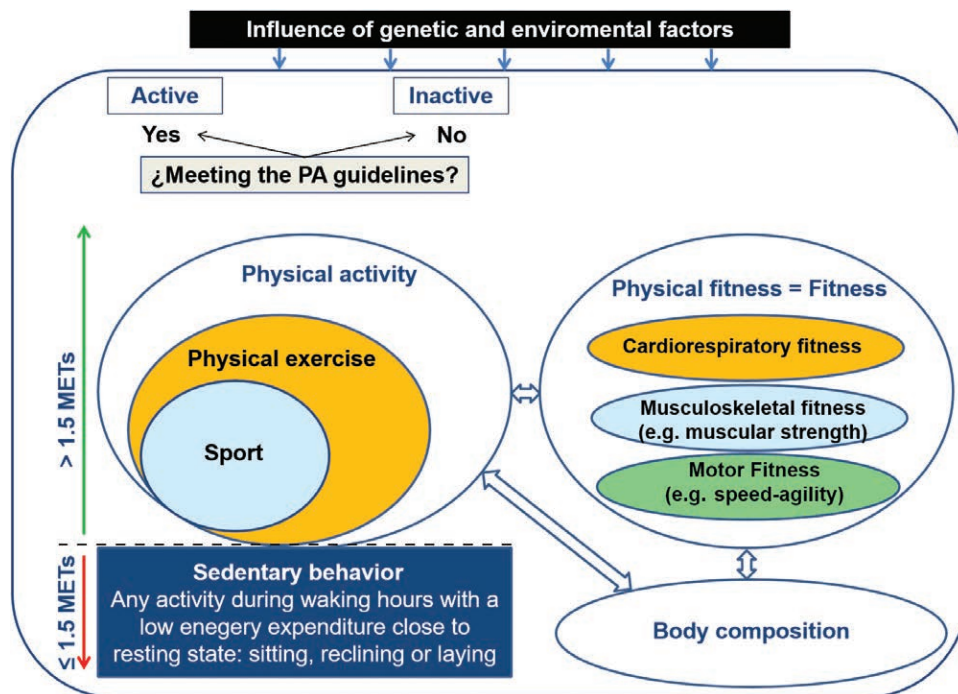 Influence of genetic and enviromental factors
Active
Inactive
Yes
No
¿Meeting the PA guidelines?
> 1.5 METs
≤ 1.5 METs
Physical activity
Physical exercise
Sport
Physical fitness = Fitness
Cardiorespiratory fitness
Musculoskeletal fitness
(e.g. muscular strength)
Motor Fitness
(e.g. speed-agility)
Sedentary behavior
Any activity during waking hours with a
low enegery expenditure close to
resting state: sitting, reclining or laying
Body composition